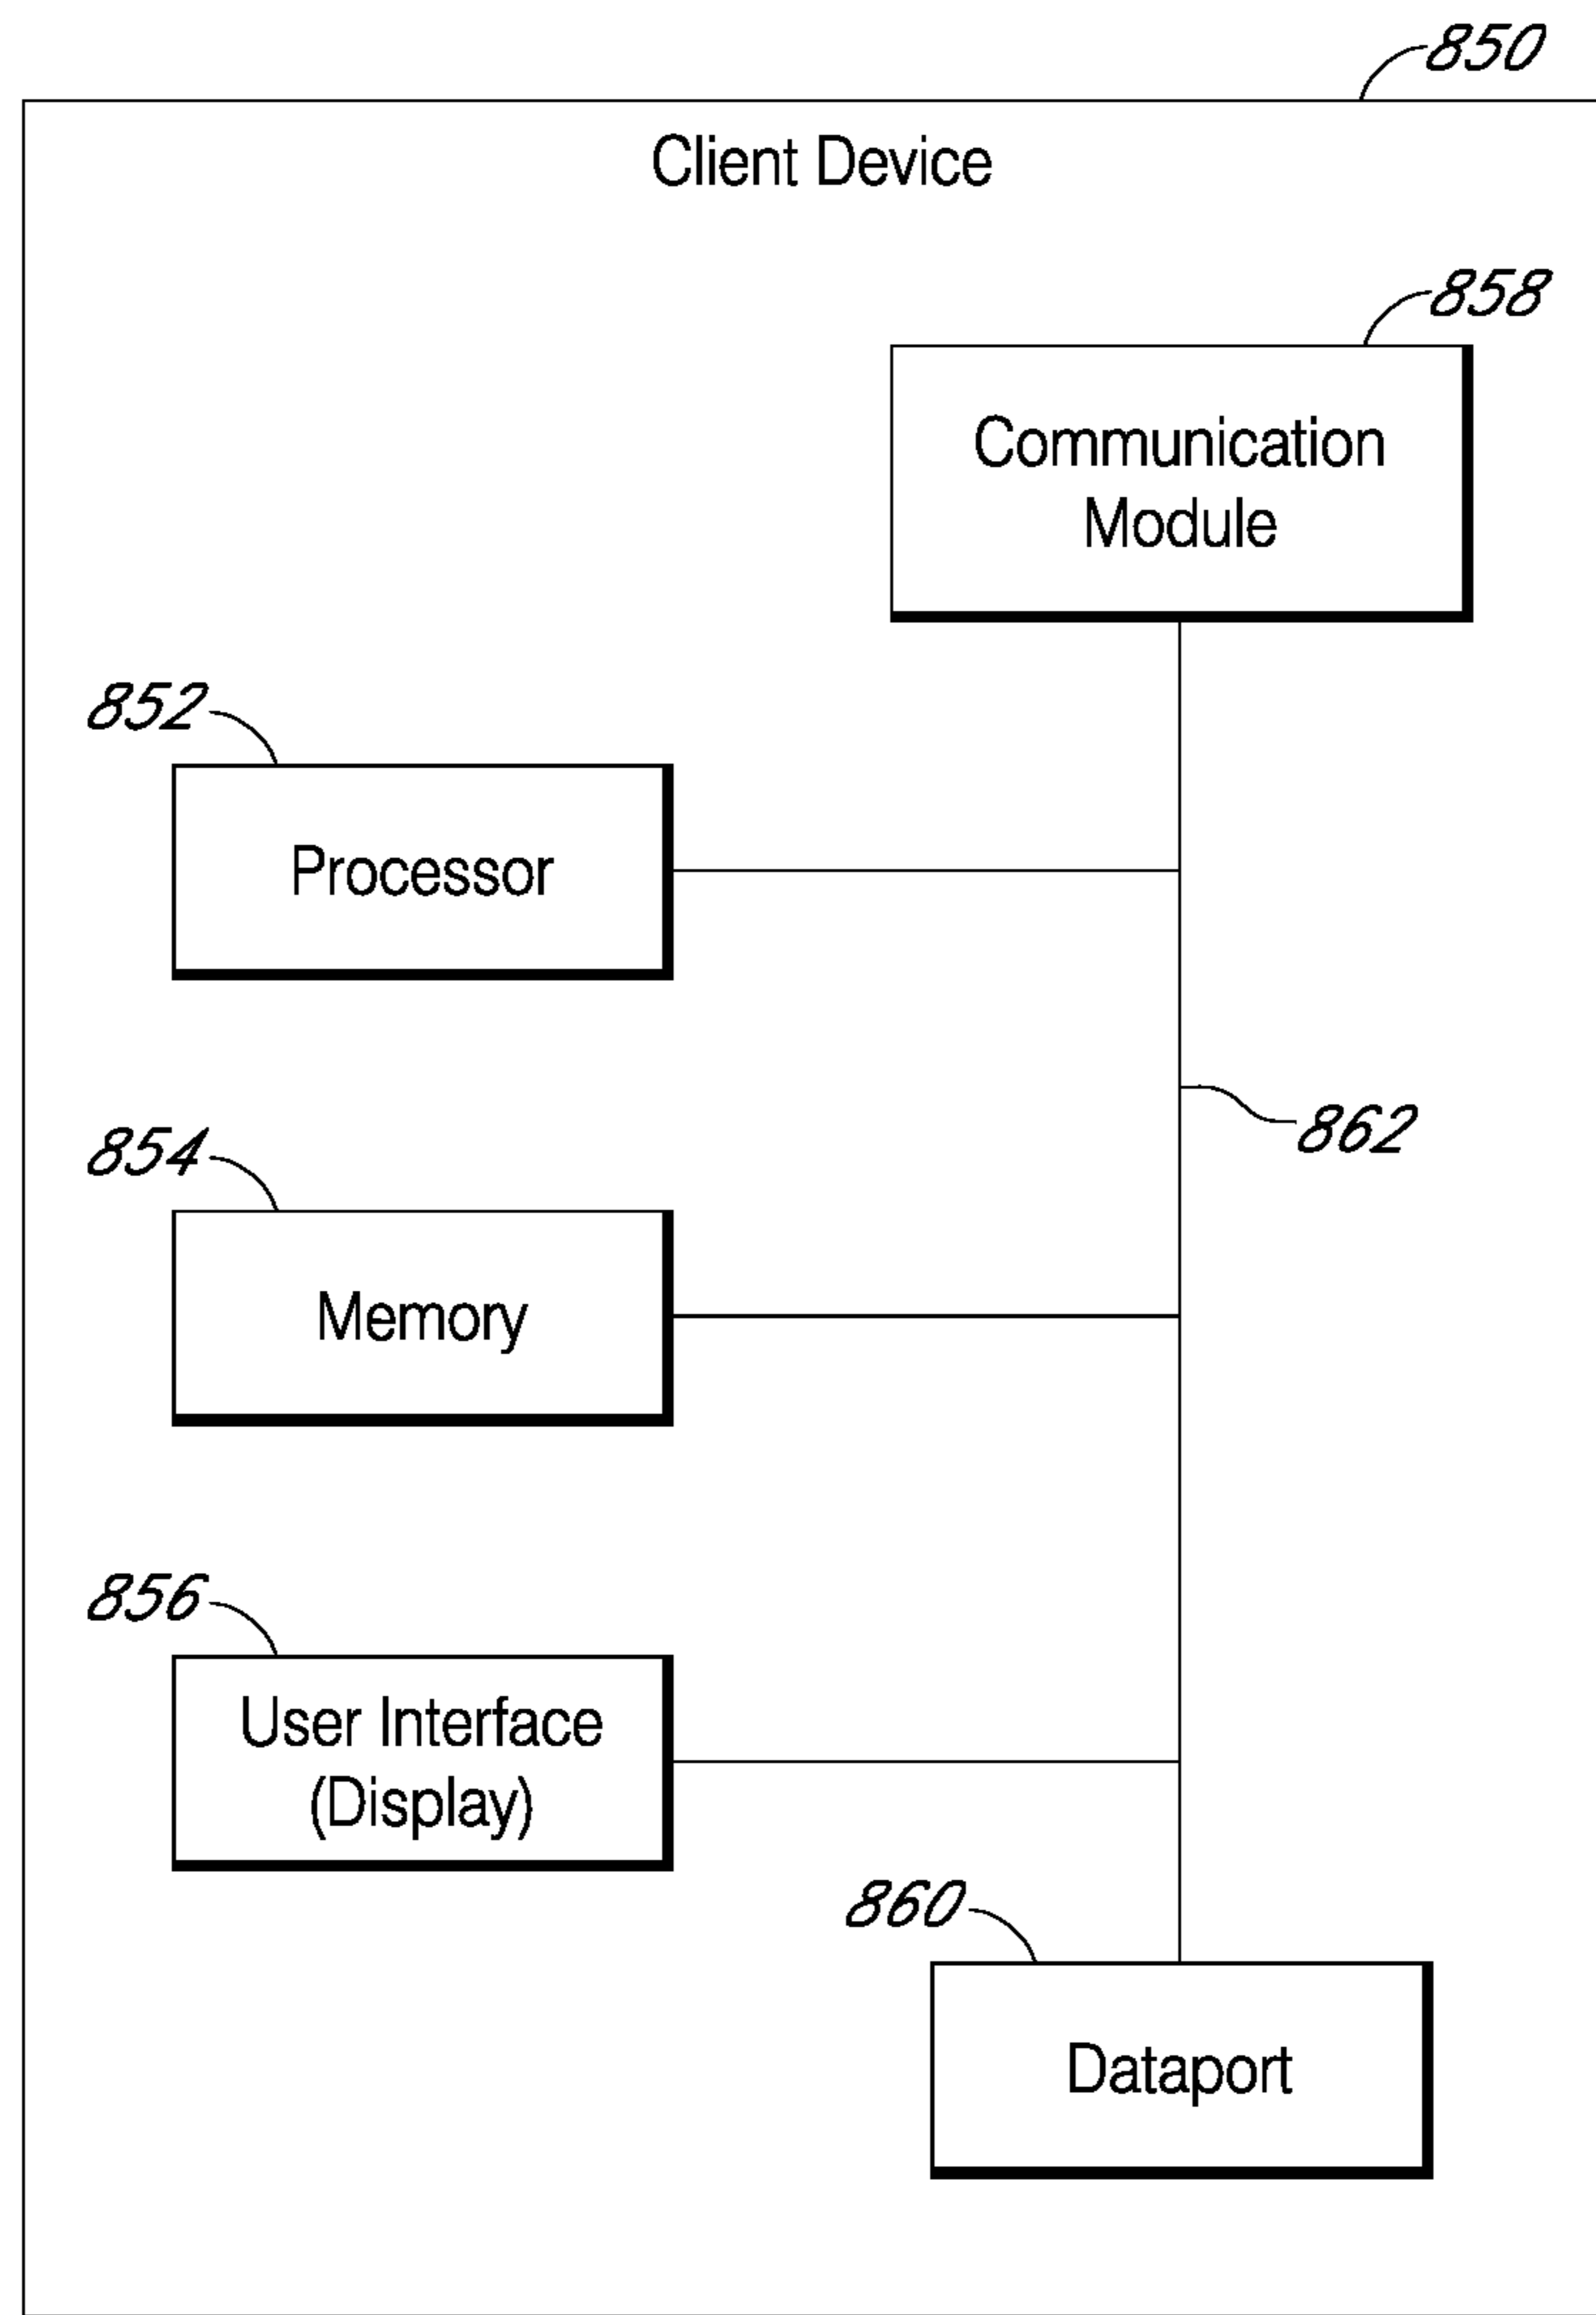 850
Client Device
858
Communication
Module
852
Processor
862
854
Memory
856
User Interface
(Display)
860
Dataport